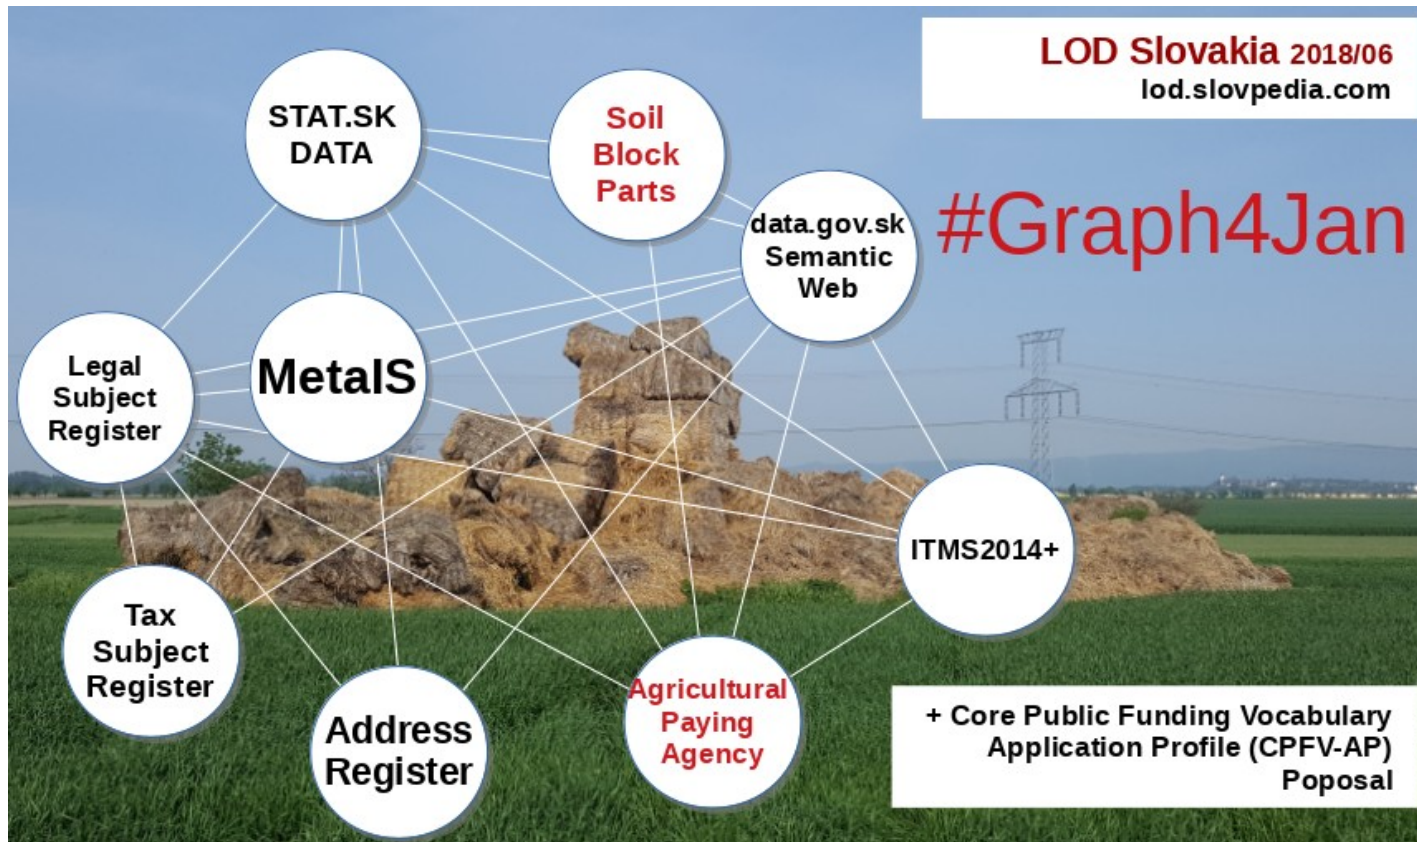 LOD Slovakia 2018/06
lod.slovpedia.com
#Graph4Jan
STAT.SK
DATA
Soil
Block
Parts
data.gov.sk
Semantic
Web
Legal
Subject
Register
MetaIS
ITMS2014+
Tax
Subject
Register
Address
Register
Agricultural
Paying
Agency
+ Core Public Funding Vocabulary
Application Profile (CPFV-AP)
Poposal